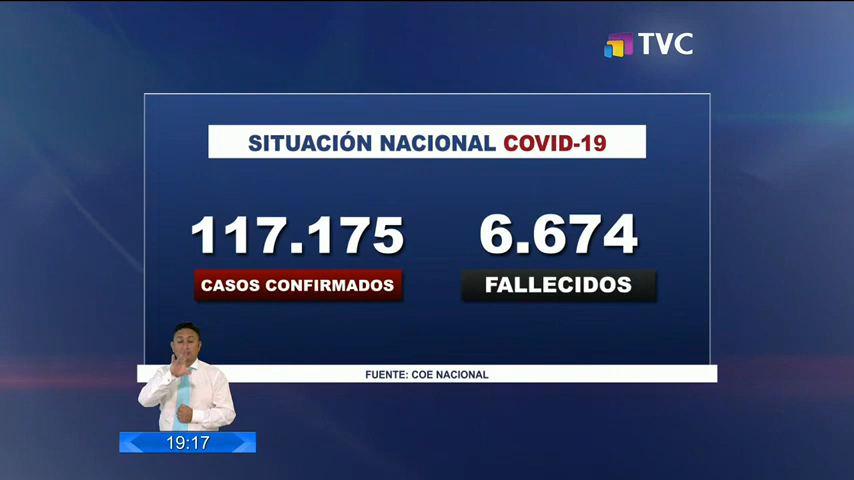 TVC
SITUACIÓN NACIONAL COVID-19
117.175 6.674
CASOS CONFIRMADOS FALLECIDOS
FUENTE: COE NACIONAL
19:17